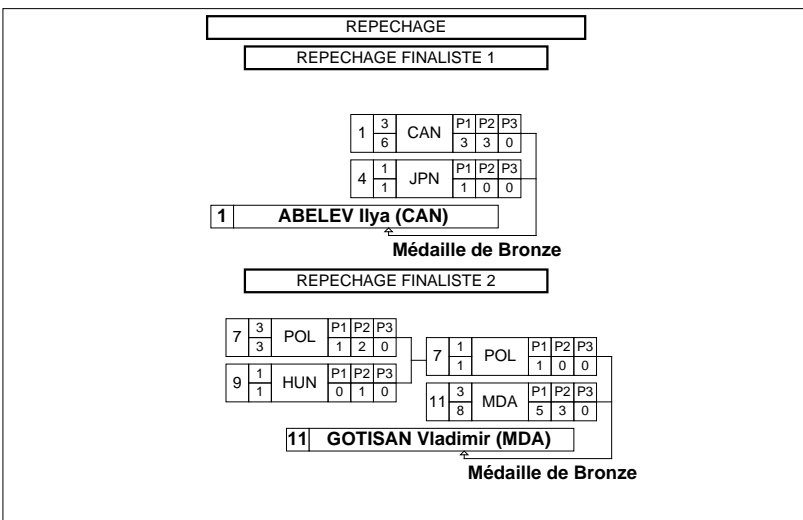 REPECHAGE
REPECHAGE FINALISTE 1
1 3 CAN P1 P2 P3
6 3 3 0
4 1 JPN P1 P2 P3
1 1 0 0
1 ABELEV Ilya (CAN)
Médaille de Bronze
REPECHAGE FINALISTE 2
7 3 POL P1 P2 P3
3 1 2 0
9 1 HUN P1 P2 P3
1 0 1 0
7 1 POL P1 P2 P3
1 1 0 0
11 3 MDA P1 P2 P3
8 5 3 0
11 GOTISAN Vladimir (MDA)
Médaille de Bronze